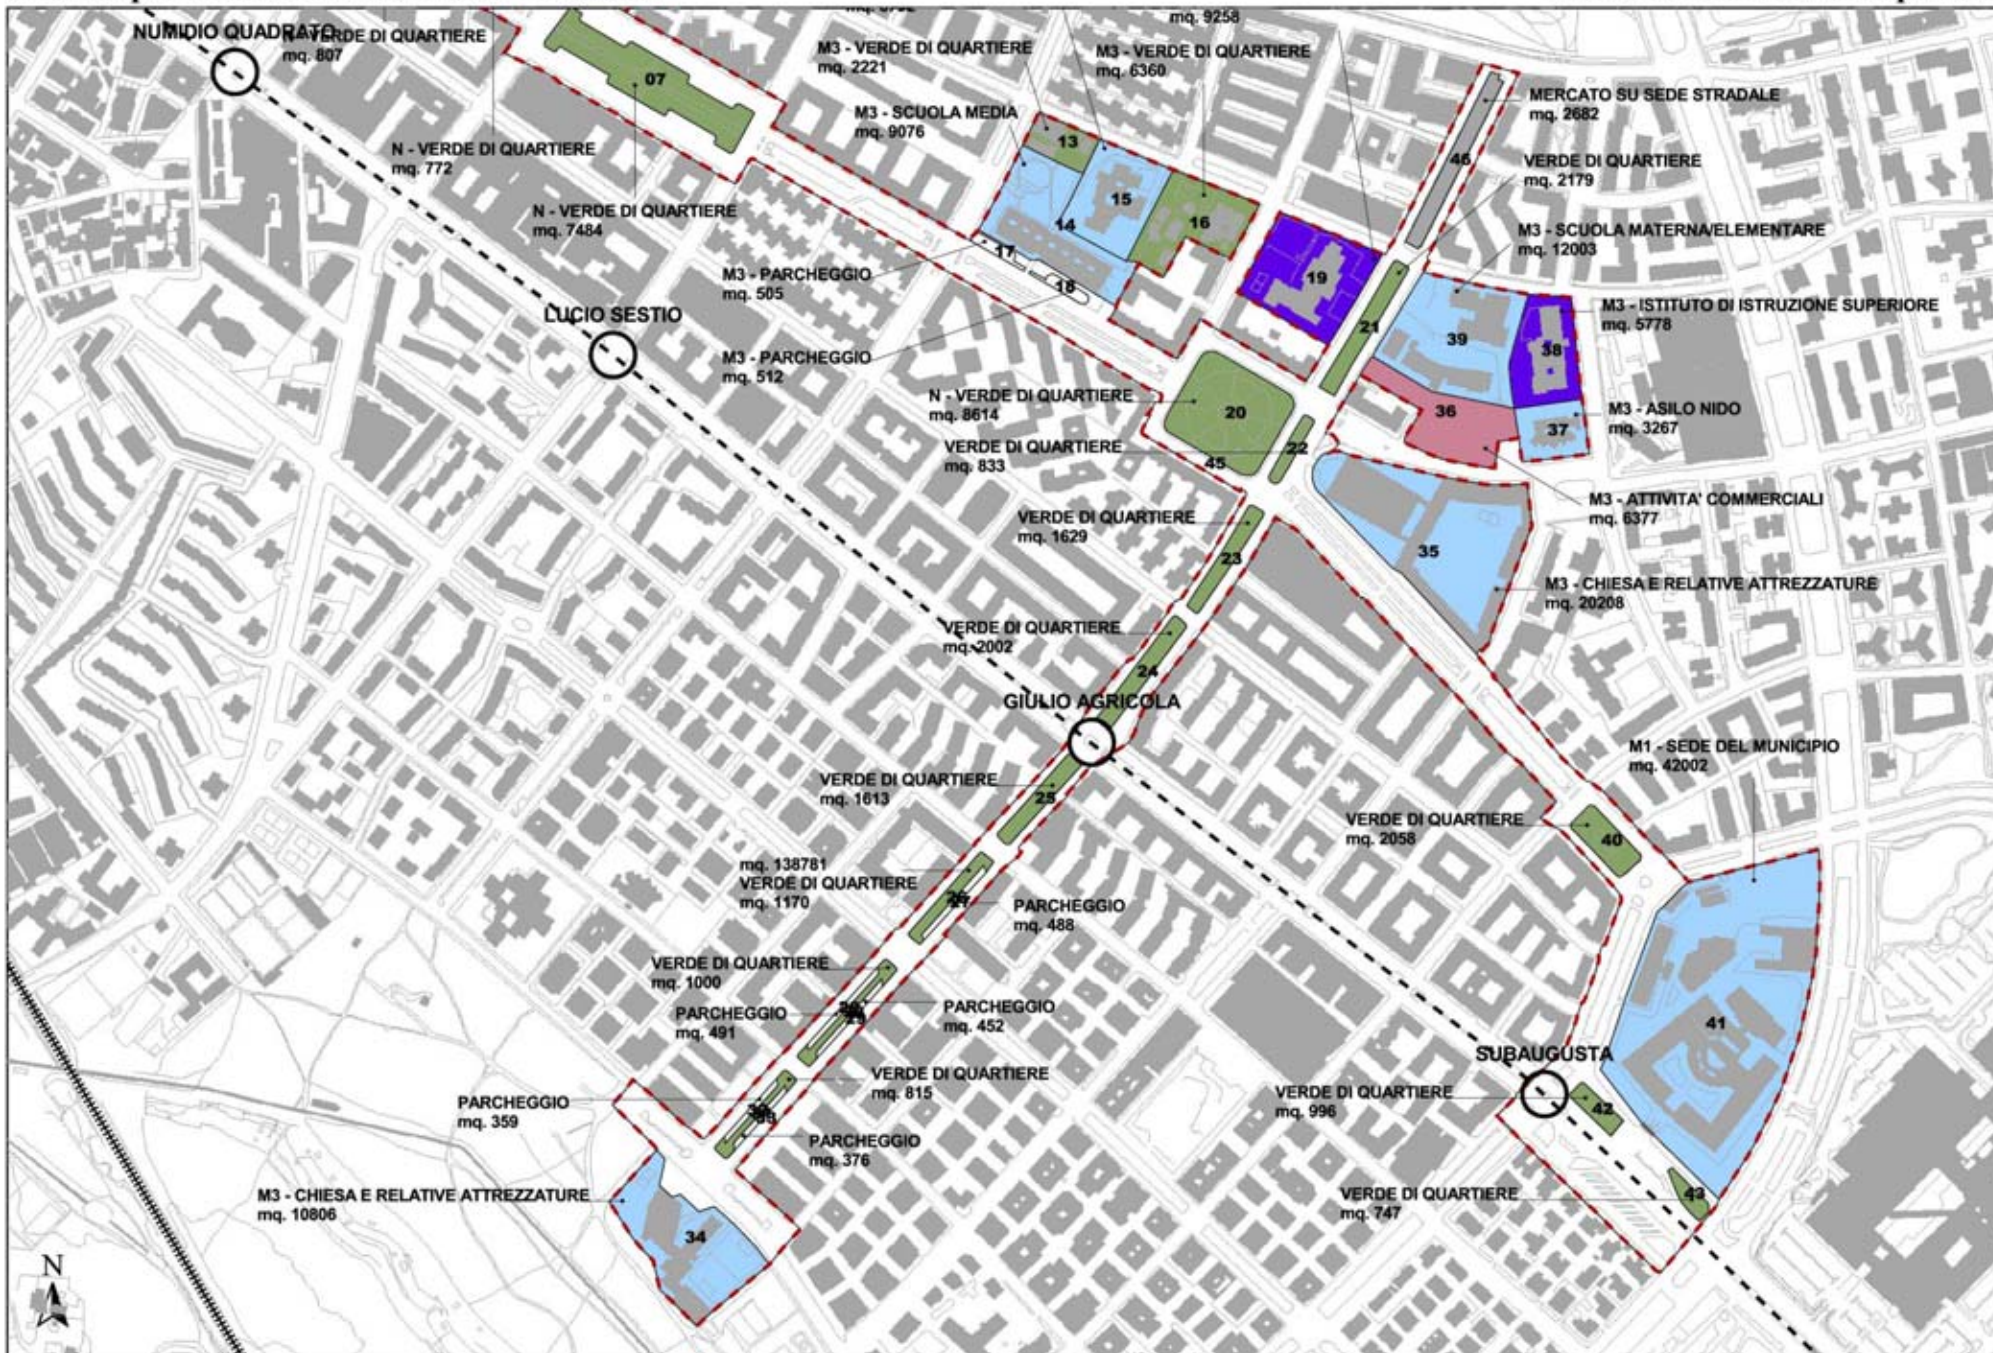 NUMIDIO QUADRATO
N - VERDE DI QUARTIERE
mq. 807
07
mq. 9258
M3 - VERDE DI QUARTIERE
mq. 2221
M3 - VERDE DI QUARTIERE
mq. 6360
MERCATO SU SEDE STRADALE
mq. 2682
M3 - SCUOLA MEDIA
mq. 9076
N - VERDE DI QUARTIERE
mq. 772
13
46
VERDE DI QUARTIERE
mq. 2179
15
N - VERDE DI QUARTIERE
mq. 7484
14
16
M3 - SCUOLA MATERNA/ELEMENTARE
mq. 12003
17
M3 - PARCHEGGIO
mq. 505
18
19
LUCIO SESTIO
21
39
M3 - ISTITUTO DI ISTRUZIONE SUPERIORE
mq. 5778
38
M3 - PARCHEGGIO
mq. 512
N - VERDE DI QUARTIERE
mq. 8614
20
36
M3 - ASILO NIDO
mq. 3267
37
VERDE DI QUARTIERE
mq. 833
45
22
M3 - ATTIVITA' COMMERCIALI
mq. 6377
VERDE DI QUARTIERE
mq. 1629
23
35
M3 - CHIESA E RELATIVE ATTREZZATURE
mq. 20208
VERDE DI QUARTIERE
mq. 2002
24
GIULIO AGRICOLA
M1 - SEDE DEL MUNICIPIO
mq. 42002
VERDE DI QUARTIERE
mq. 1613
25
VERDE DI QUARTIERE
mq. 2058
40
mq. 138781
VERDE DI QUARTIERE
mq. 1170
PARCHEGGIO
mq. 488
VERDE DI QUARTIERE
mq. 1000
PARCHEGGIO
mq. 491
PARCHEGGIO
mq. 452
41
SUBAUGUSTA
VERDE DI QUARTIERE
mq. 815
VERDE DI QUARTIERE
mq. 996
42
PARCHEGGIO
mq. 359
PARCHEGGIO
mq. 376
M3 - CHIESA E RELATIVE ATTREZZATURE
mq. 10806
VERDE DI QUARTIERE
mq. 747
43
34
N